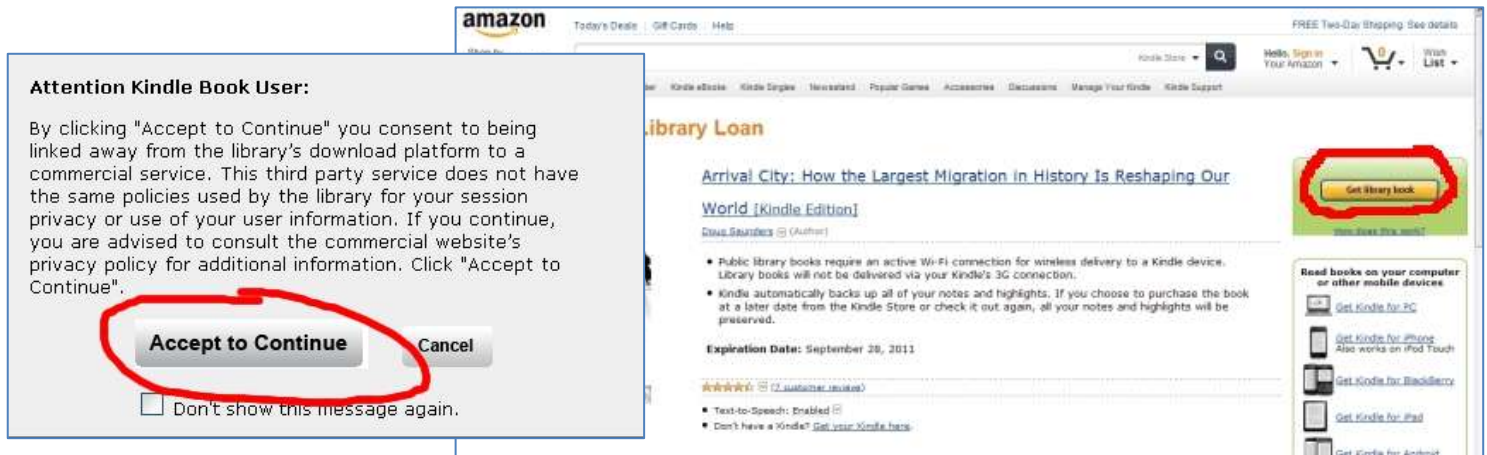 Attention Kindle Book User:
By clicking "Accept to Continue" you consent to being
linked away from the library's download platform to a
commercial service. This third party service does not have
the same policies used by the library for your session
privacy or use of your user information. If you continue,
you are advised to consult the commercial website's
privacy policy for additional information. Click "Accept to
Continue".
Accept to Continue
Cancel
Don't show this message again.
amazon
Today's Deals Gift Cards Help
FREE Two-Day Shipping: See details
Kindle Store
Hello, Sign in
Your Amazon
0
Wish
List
Kindle eBooks Kindle Singles Newsstand Popular Games Accessories Discussions Manage Your Kindle Kindle Support
Library Loan
Arrival City: How the Largest Migration in History Is Reshaping Our
World [Kindle Edition]
Doug Saunders (Author)
• Public library books require an active Wi-Fi connection for wireless delivery to a Kindle device.
Library books will not be delivered via your Kindle's 3G connection.
• Kindle automatically backs up all of your notes and highlights. If you choose to purchase the book
at a later date from the Kindle Store or check it out again, all your notes and highlights will be
preserved.
Expiration Date: September 28, 2011
(7 customer reviews)
• Text-to-Speech: Enabled
• Don't have a Kindle? Get your Kindle here.
Get library book
How does this work?
Read books on your computer
or other mobile devices
Get Kindle for PC
Get Kindle for iPhone
Also works on iPod Touch
Get Kindle for BlackBerry
Get Kindle for iPad
Get Kindle for Android